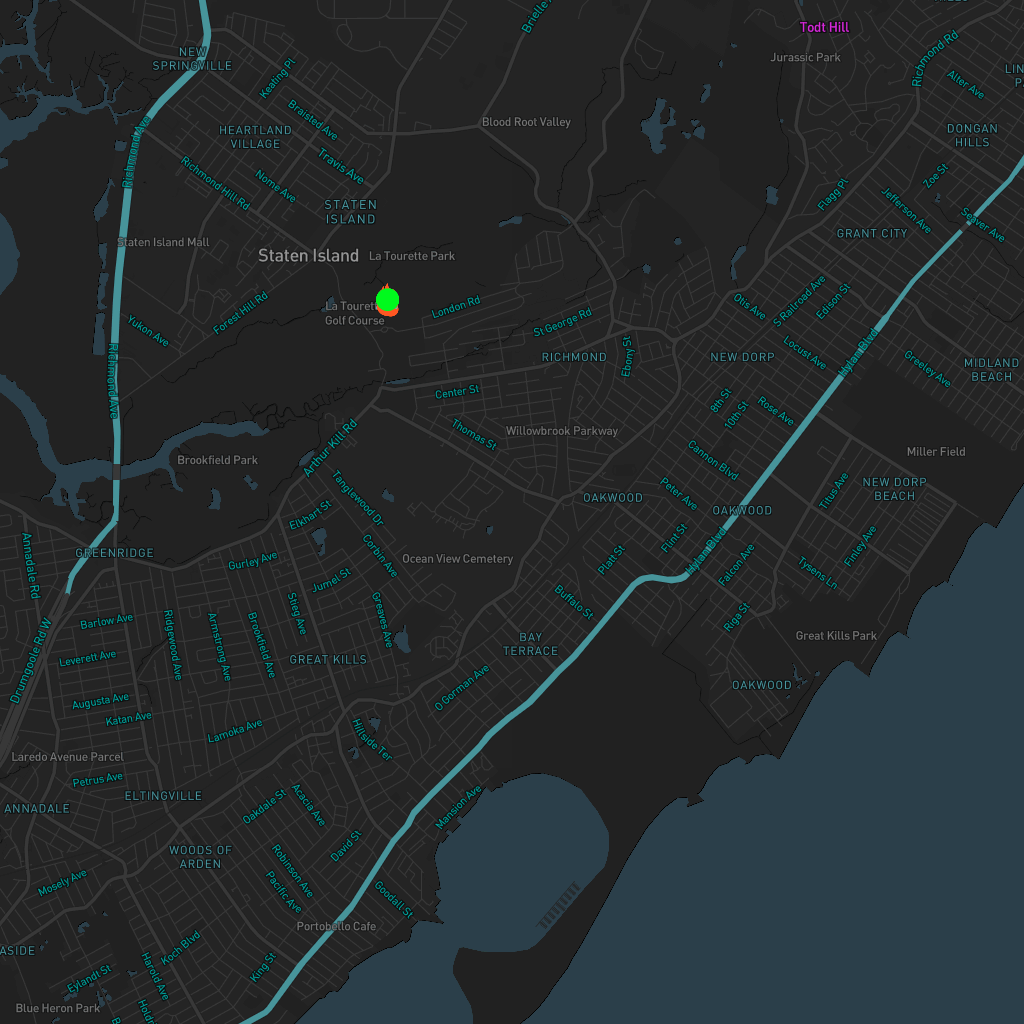 Brielle
Todt Hill
NEW
SPRINGVILLE
Keating Pl
Jurassic Park
Richmond Rd
Alter Ave
Braisted Ave
Blood Root Valley
HEARTLAND
VILLAGE
DONGAN
HILLS
Richmond Ave
Travis Ave
Richmond Hill Rd
Nome Ave
Zoe St
Flagg Pl
Jefferson Ave
STATEN
ISLAND
Seaver Ave
GRANT CITY
Staten Island Mall
Staten Island
La Tourette Park
La Tourette
Golf Course
London Rd
Forest Hill Rd
Yukon Ave
St George Rd
Otis Ave
S Railroad Ave
Edison St
RICHMOND
Ebony St
NEW DORP
Locust Ave
Hylan Blvd
Greeley Ave
MIDLAND
BEACH
Richmond Ave
Center St
8th St
10th St
Rose Ave
Thomas St
Willowbrook Parkway
Arthur Kill Rd
Brookfield Park
Cannon Blvd
Miller Field
Tanglewood Dr
OAKWOOD
Peter Ave
Titus Ave
NEW DORP
BEACH
Elkhart St
OAKWOOD
GREENRIDGE
Annadale Rd
Gurley Ave
Corbin Ave
Ocean View Cemetery
Platt St
Flint St
Hylan Blvd
Falcon Ave
Finley Ave
Tysens Ln
Jumel St
Buffalo St
Stieg Ave
Greaves Ave
Riga St
Barlow Ave
Ridgewood Ave
Armstrong Ave
Brookfield Ave
BAY
TERRACE
Great Kills Park
Drumgoole Rd W
Leverett Ave
GREAT KILLS
OAKWOOD
Augusta Ave
Katan Ave
O Gorman Ave
Lamoka Ave
Hillside Ter
Laredo Avenue Parcel
Petrus Ave
ELTINGVILLE
ANNADALE
Oakdale St
Acacia Ave
Mansion Ave
David St
WOODS OF
ARDEN
Robinson Ave
Mosely Ave
Pacific Ave
Goodall St
Portobello Cafe
Koch Blvd
ASIDE
King St
Eylandt St
Harold Ave
Blue Heron Park